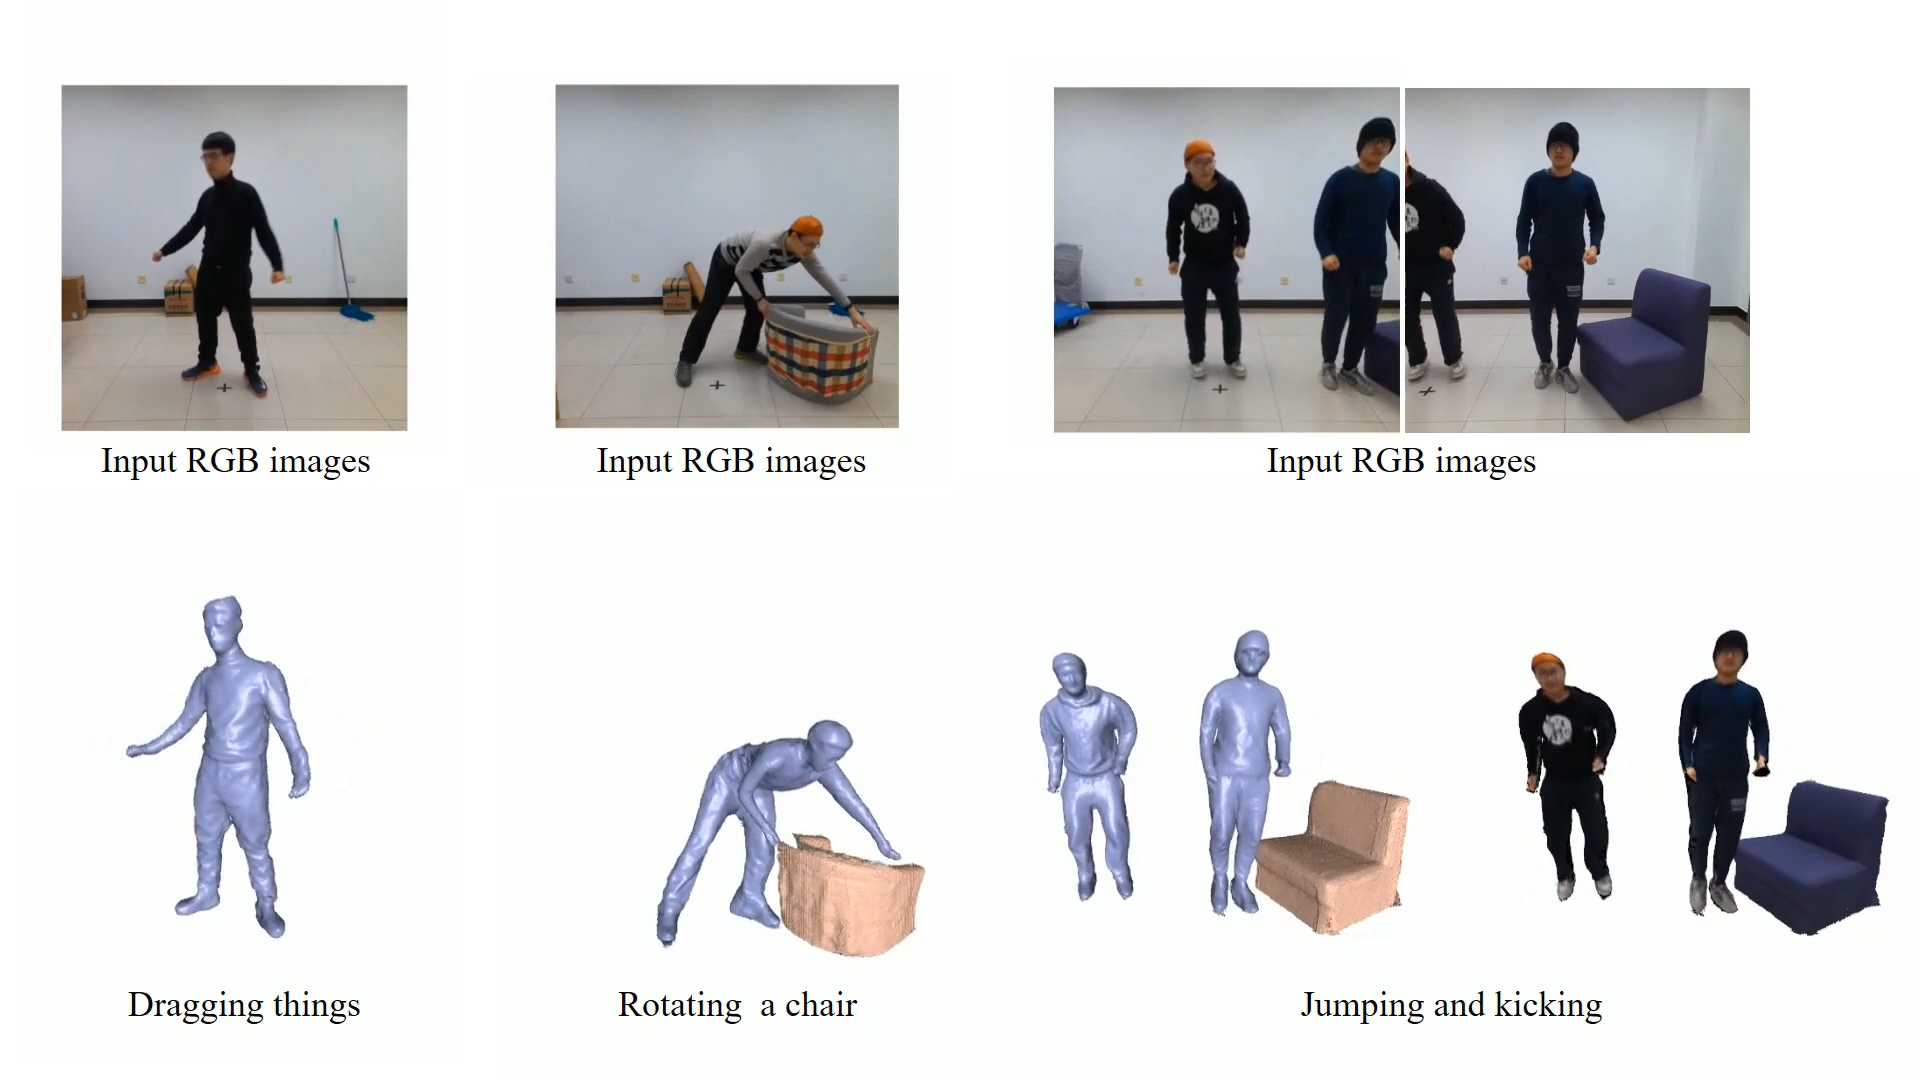 Input RGB images
Input RGB images
Input RGB images
Dragging things
Rotating  a chair
Jumping and kicking